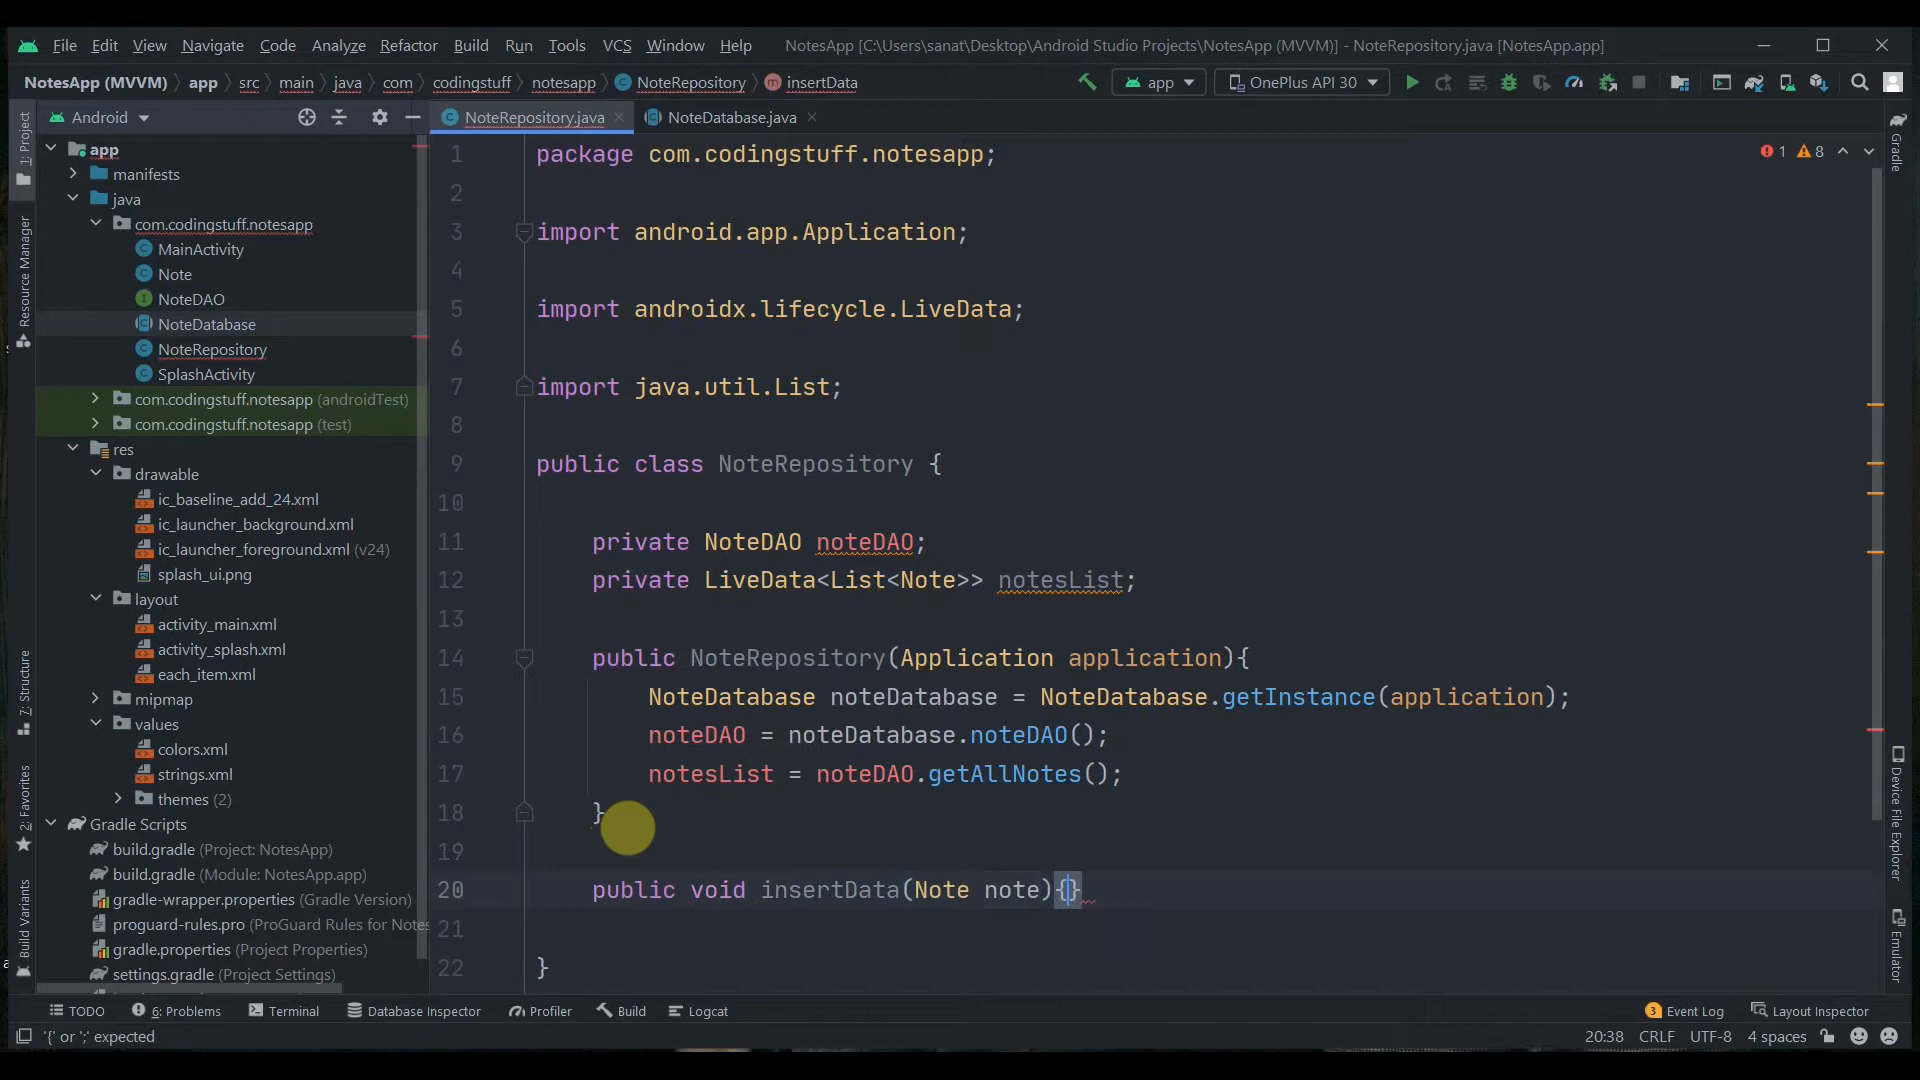 File Edit View Navigate Code Analyze Refactor Build Run Tools VCS Window Help NotesApp [C:\Users\sanat\Desktop\Android Studio Projects\NotesApp (MVVM)] - NoteRepository.java [NotesApp.app]
NotesApp (MVVM) app src main java com codingstuff notesapp NoteRepository insertData app OnePlus API 30
Android
NoteRepository.java NoteDatabase.java
1: Project
Resource Manager
7: Structure
2: Favorites
Build Variants
app
manifests
java
com.codingstuff.notesapp
MainActivity
Note
NoteDAO
NoteDatabase
NoteRepository
SplashActivity
com.codingstuff.notesapp (androidTest)
com.codingstuff.notesapp (test)
res
drawable
ic_baseline_add_24.xml
ic_launcher_background.xml
ic_launcher_foreground.xml (v24)
splash_ui.png
layout
activity_main.xml
activity_splash.xml
each_item.xml
mipmap
values
colors.xml
strings.xml
themes (2)
Gradle Scripts
build.gradle (Project: NotesApp)
build.gradle (Module: NotesApp.app)
gradle-wrapper.properties (Gradle Version)
proguard-rules.pro (ProGuard Rules for Notes
gradle.properties (Project Properties)
settings.gradle (Project Settings)
1 package com.codingstuff.notesapp;
2
3 import android.app.Application;
4
5 import androidx.lifecycle.LiveData;
6
7 import java.util.List;
8
9 public class NoteRepository {
10
11 private NoteDAO noteDAO;
12 private LiveData<List<Note>> notesList;
13
14 public NoteRepository(Application application){
15 NoteDatabase noteDatabase = NoteDatabase.getInstance(application);
16 noteDAO = noteDatabase.noteDAO();
17 notesList = noteDAO.getAllNotes();
18 }
19
20 public void insertData(Note note){}
21
22 }
1 8
Gradle
Device File Explorer
Emulator
TODO 6: Problems Terminal Database Inspector Profiler Build Logcat 3 Event Log Layout Inspector
'{' or ';' expected 20:38 CRLF UTF-8 4 spaces